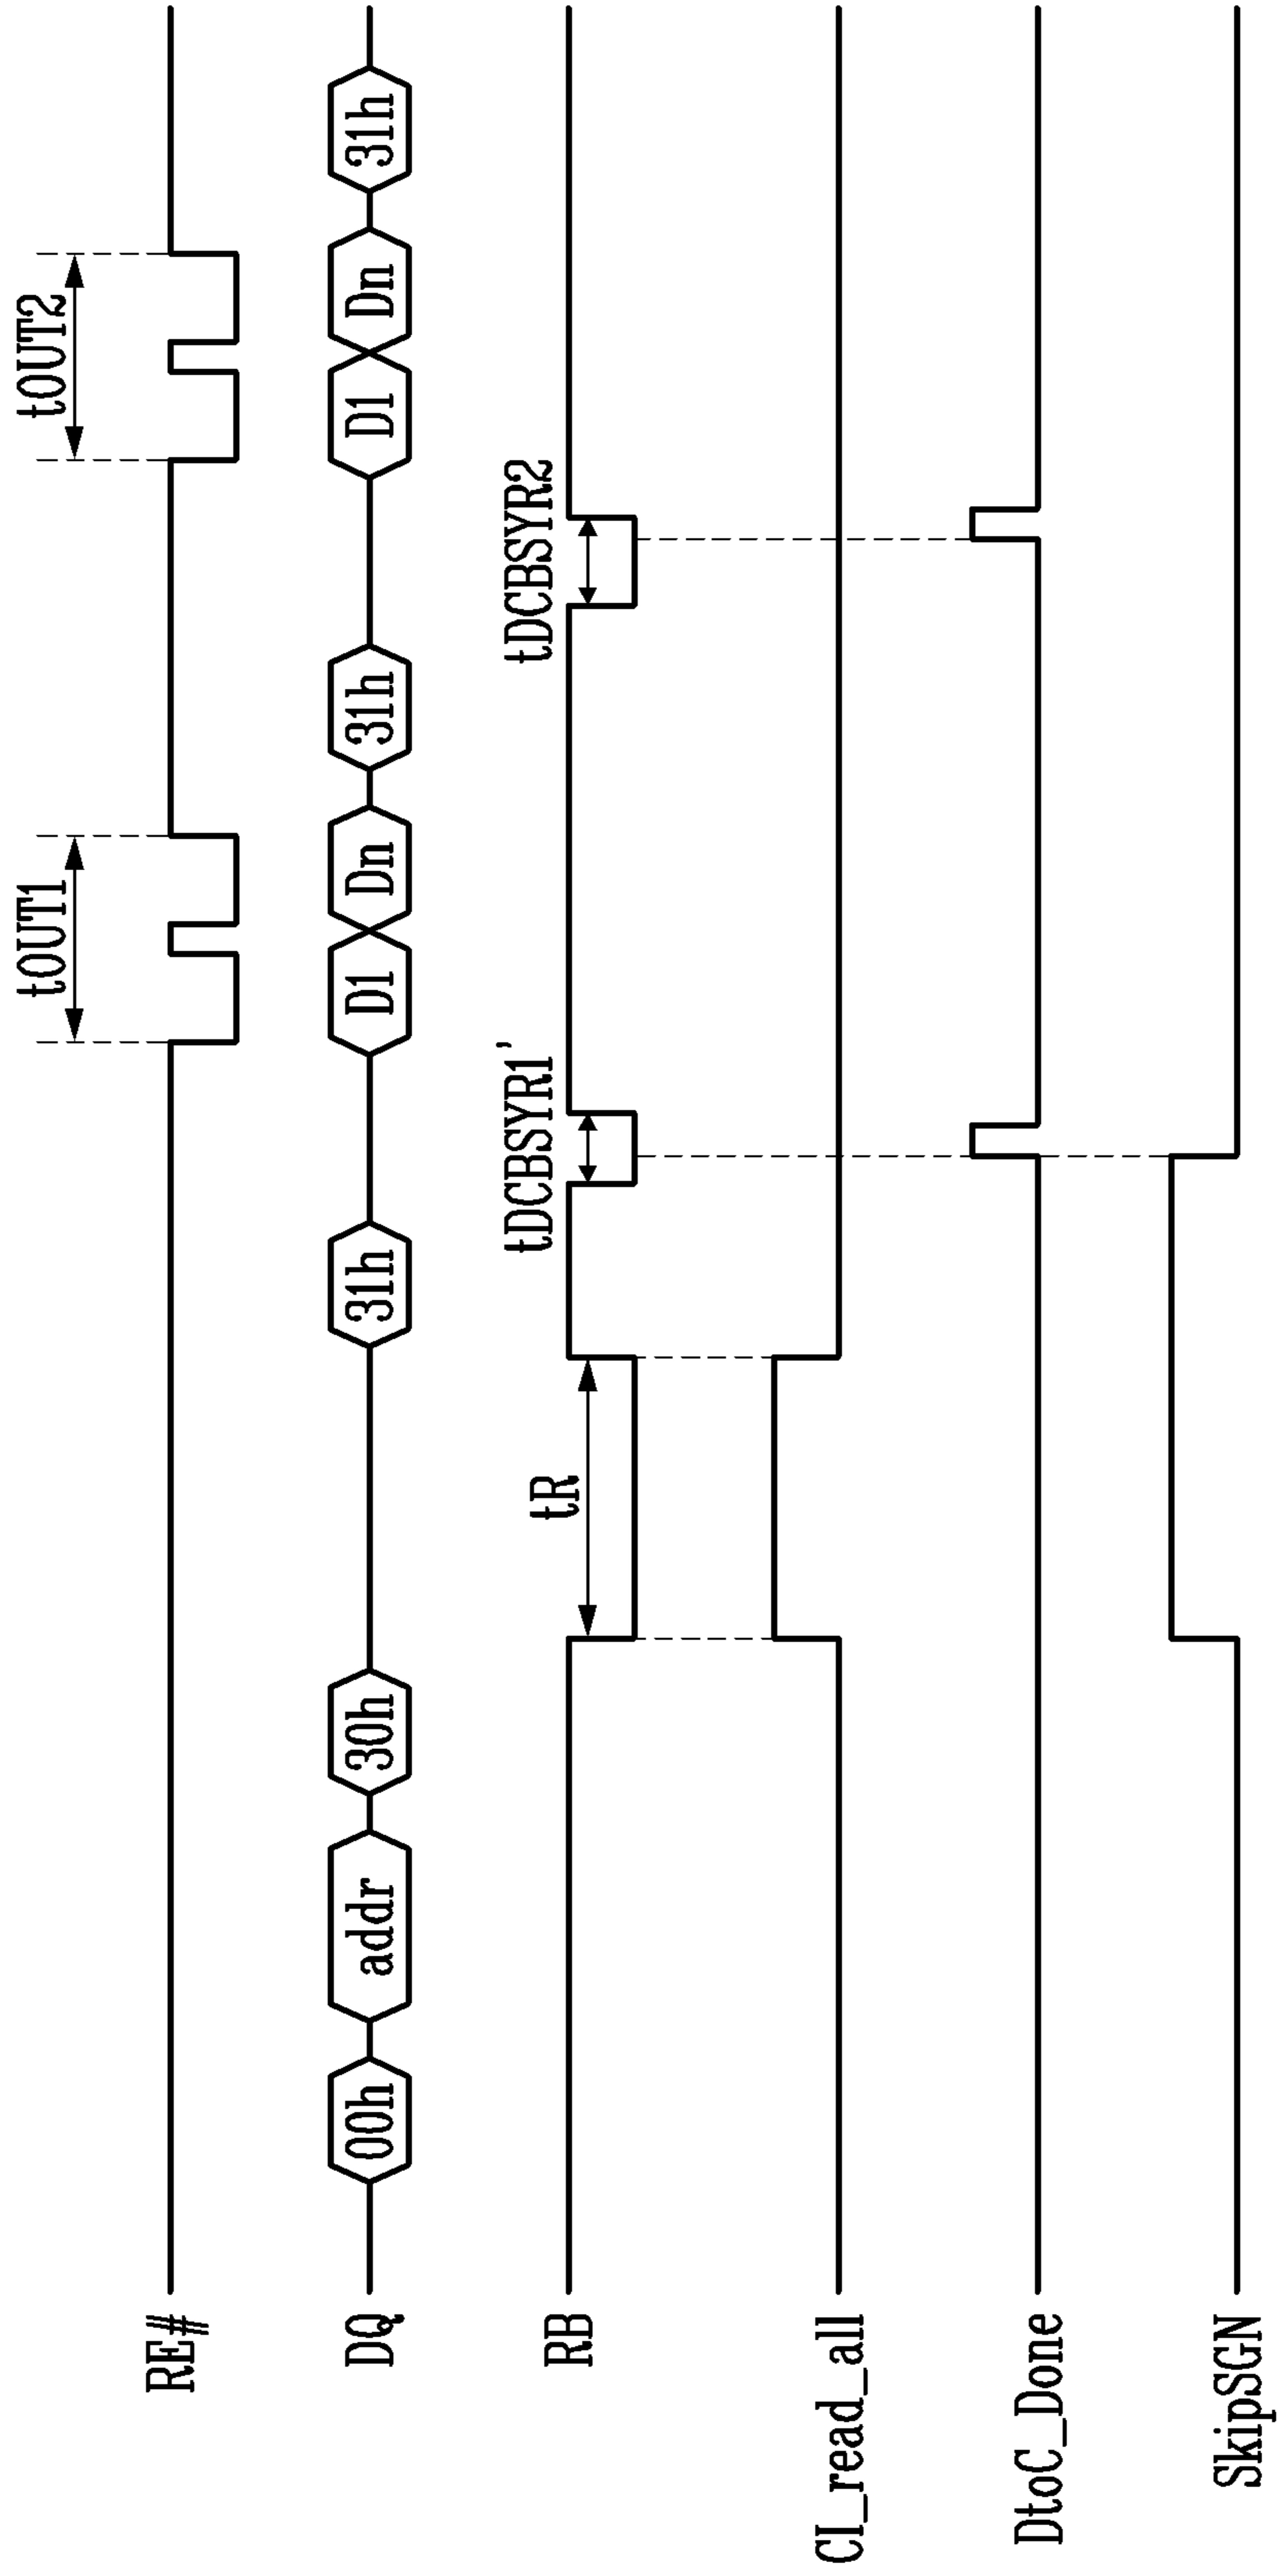 tOUT1
tOUT2
RE#
DQ 00h addr 30h 31h D1 Dn 31h D1 Dn 31h
tR tDCBSYR1' tDCBSYR2
RB
CI_read_all
DtoC_Done
SkipSGN